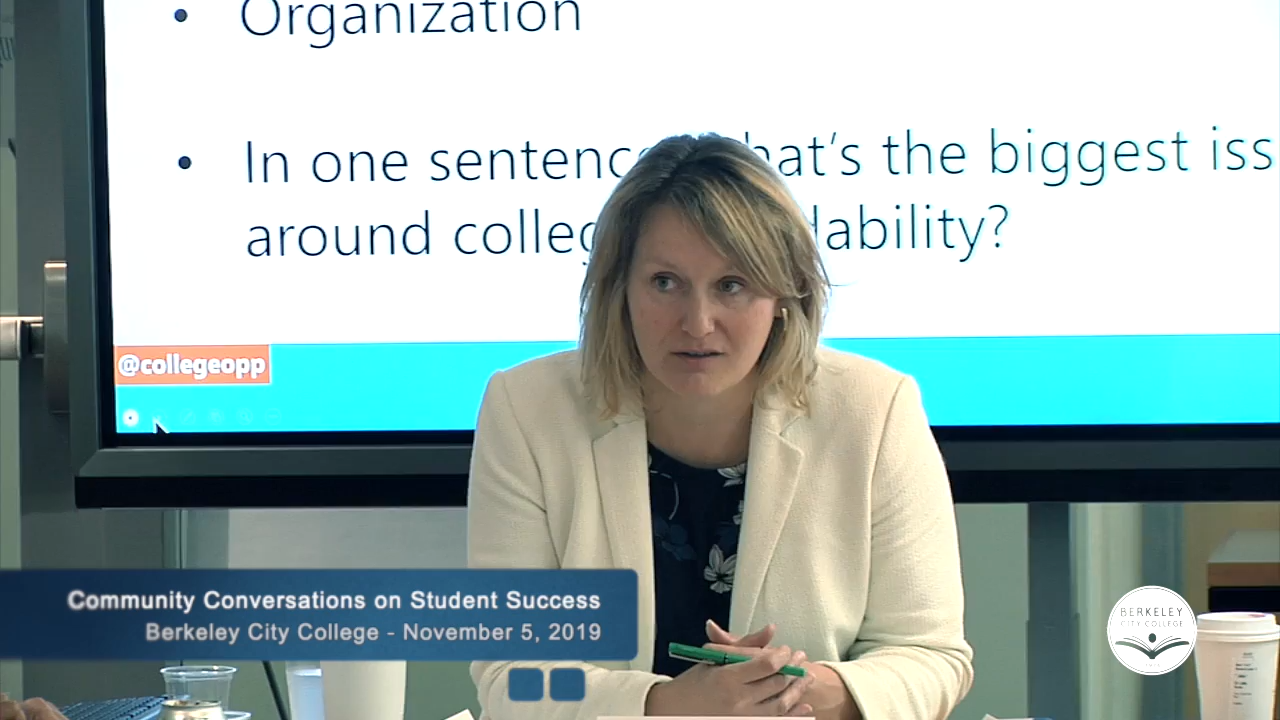 • Organization
• In one sentenc hat's the biggest iss
around colleg dability?
@collegeopp
Community Conversations on Student Success
Berkeley City College - November 5, 2019
BERKELEY
CITY COLLEGE